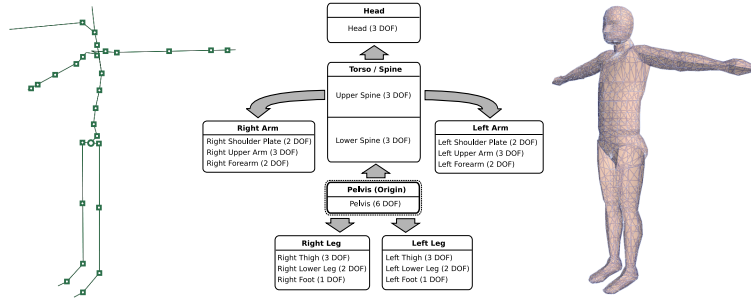 Head
Head (3 DOF)
Torso / Spine
Upper Spine (3 DOF)
Lower Spine (3 DOF)
Right Arm
Right Shoulder Plate (2 DOF)
Right Upper Arm (3 DOF)
Right Forearm (2 DOF)
Left Arm
Left Shoulder Plate (2 DOF)
Left Upper Arm (3 DOF)
Left Forearm (2 DOF)
Pelvis (Origin)
Pelvis (6 DOF)
Right Leg
Right Thigh (3 DOF)
Right Lower Leg (2 DOF)
Right Foot (1 DOF)
Left Leg
Left Thigh (3 DOF)
Left Lower Leg (2 DOF)
Left Foot (1 DOF)